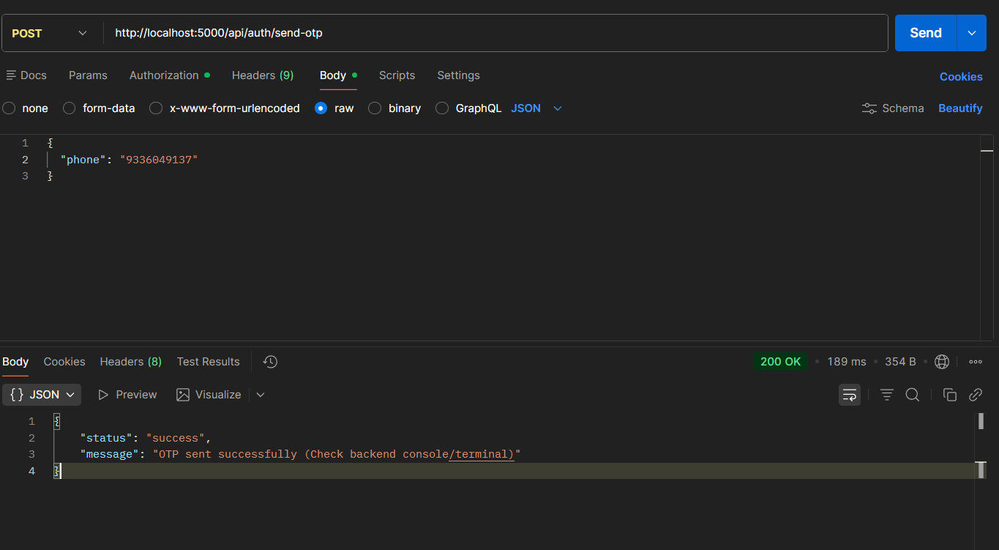 POST http://localhost:5000/api/auth/send-otp Send
Docs Params Authorization Headers (9) Body Scripts Settings Cookies
none form-data x-www-form-urlencoded raw binary GraphQL JSON Schema Beautify
1 {
2 "phone": "9336049137"
3 }
Body Cookies Headers (8) Test Results 200 OK • 189 ms • 354 B •
{} JSON Preview Visualize
1 {
2 "status": "success",
3 "message": "OTP sent successfully (Check backend console/terminal)"
4 }